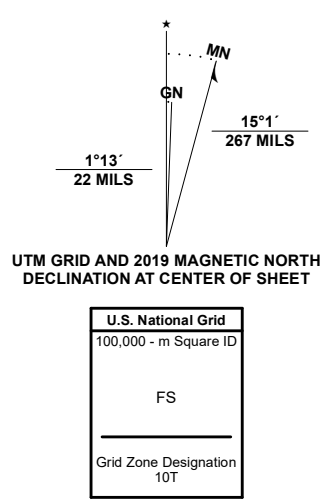 ★
MN
GN
15°1´
267 MILS
1°13´
22 MILS
UTM GRID AND 2019 MAGNETIC NORTH
DECLINATION AT CENTER OF SHEET
U.S. National Grid
100,000 - m Square ID
FS
Grid Zone Designation
10T